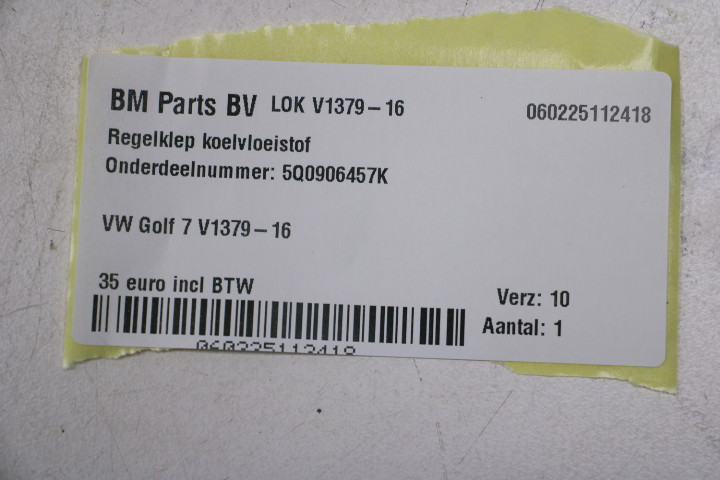 BM Parts BV LOK V1379-16 060225112418
Regelklep koelvloeistof
Onderdeelnummer: 5Q0906457K
VW Golf 7 V1379-16
35 euro incl BTW
Verz: 10
Aantal: 1
060225112418